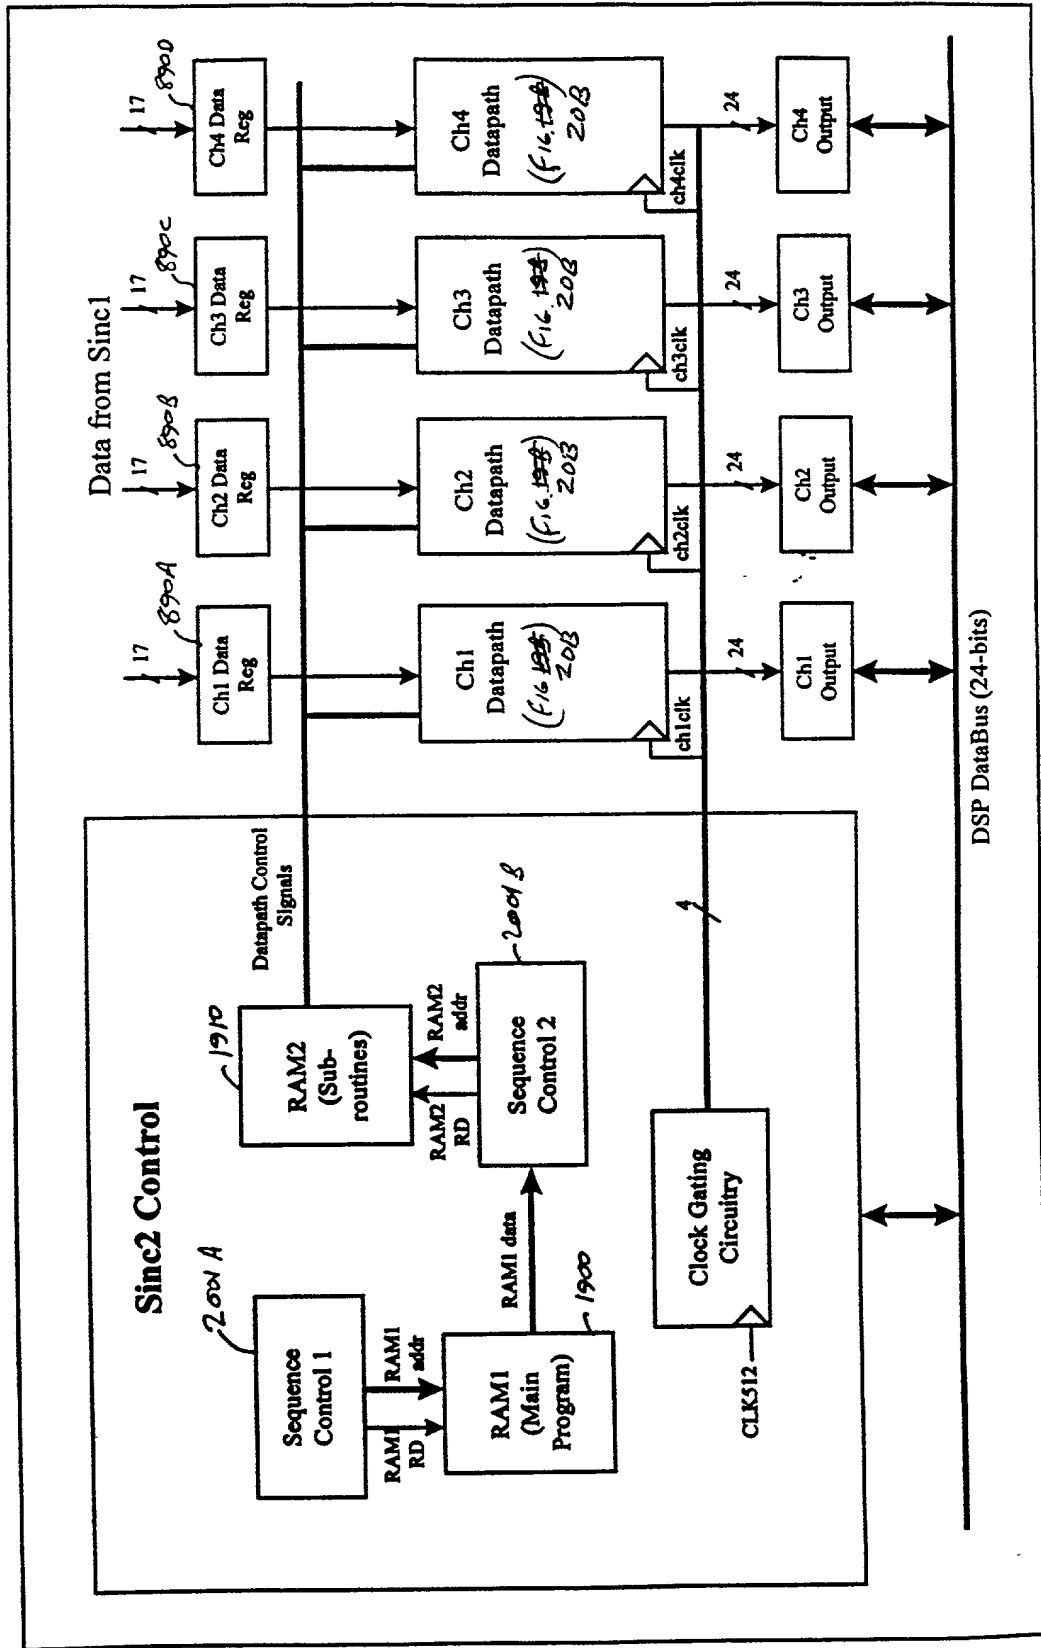 Sinc2 Control
2001A
Sequence
Control 1
RAM1
RD
RAM1
addr
RAM1
(Main
Program)
1900
RAM1 data
1910
RAM2
(Sub-
routines)
RAM2
RD
RAM2
addr
Sequence
Control 2
2001B
Datapath Control
Signals
CLK512
Clock Gating
Circuitry
4
Data from Sinc1
17
890A
Ch1 Data
Reg
17
890B
Ch2 Data
Reg
17
890C
Ch3 Data
Reg
17
890D
Ch4 Data
Reg
Ch1
Datapath
(FIG. 19B)
20B
Ch2
Datapath
(FIG. 19B)
20B
Ch3
Datapath
(FIG. 19B)
20B
Ch4
Datapath
(FIG. 19B)
20B
ch1clk
ch2clk
ch3clk
ch4clk
24
24
24
24
Ch1
Output
Ch2
Output
Ch3
Output
Ch4
Output
DSP DataBus (24-bits)